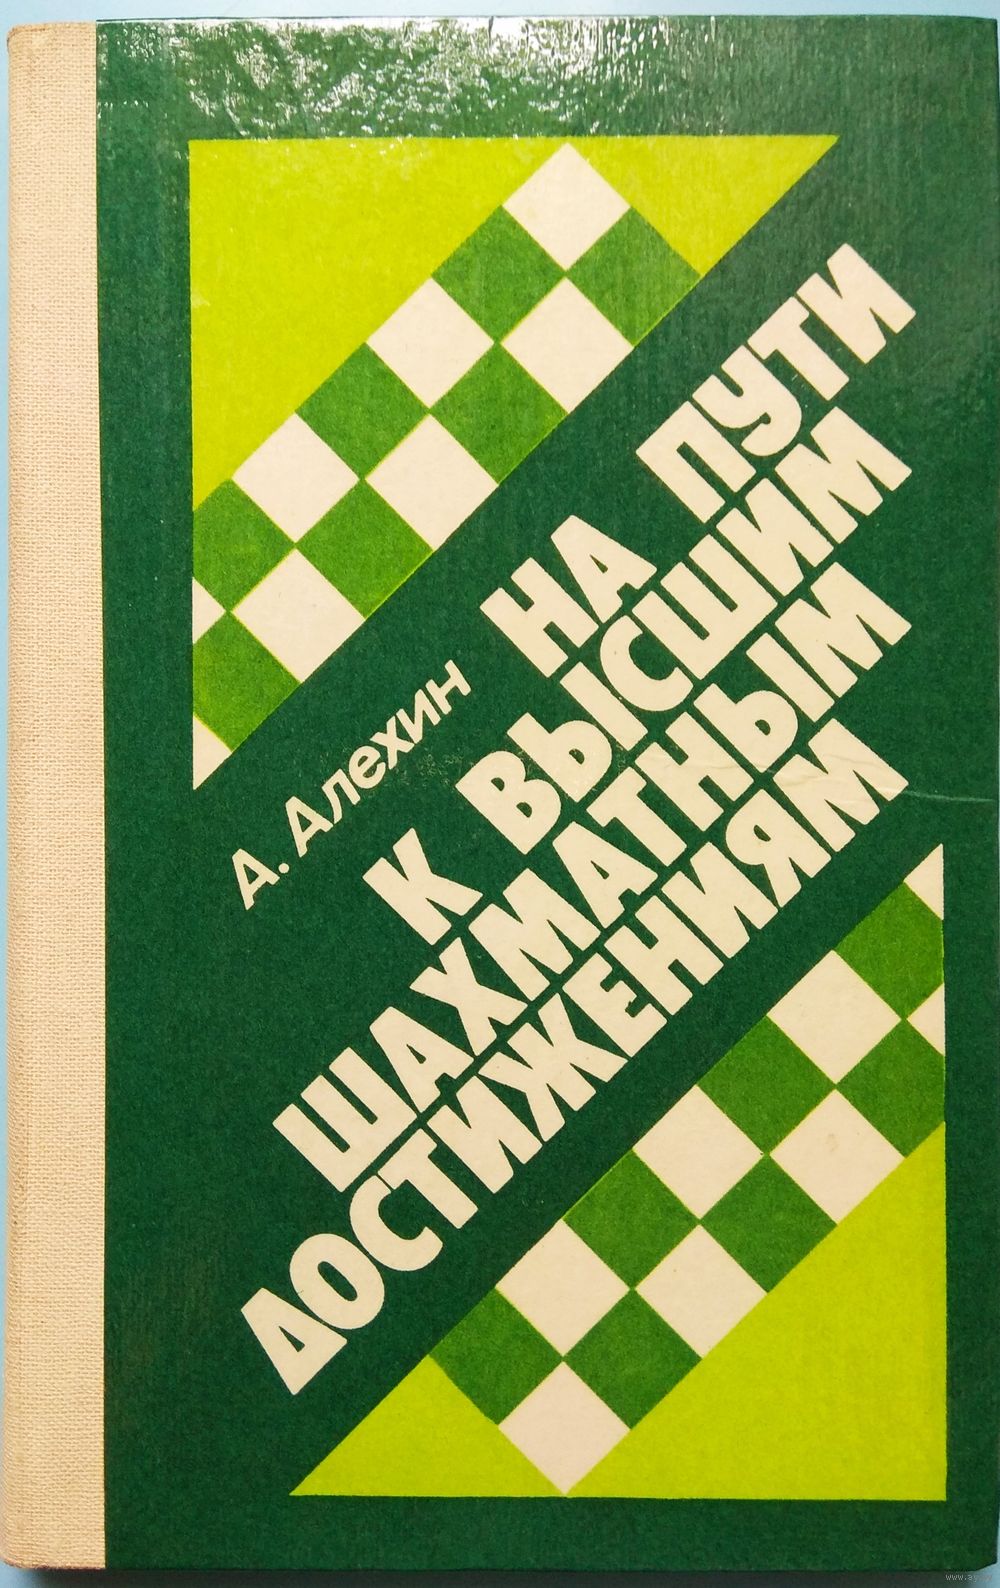 А. Алехин
НА ПУТИ
К ВЫСШИМ
ШАХМАТНЫМ
ДОСТИЖЕНИЯМ